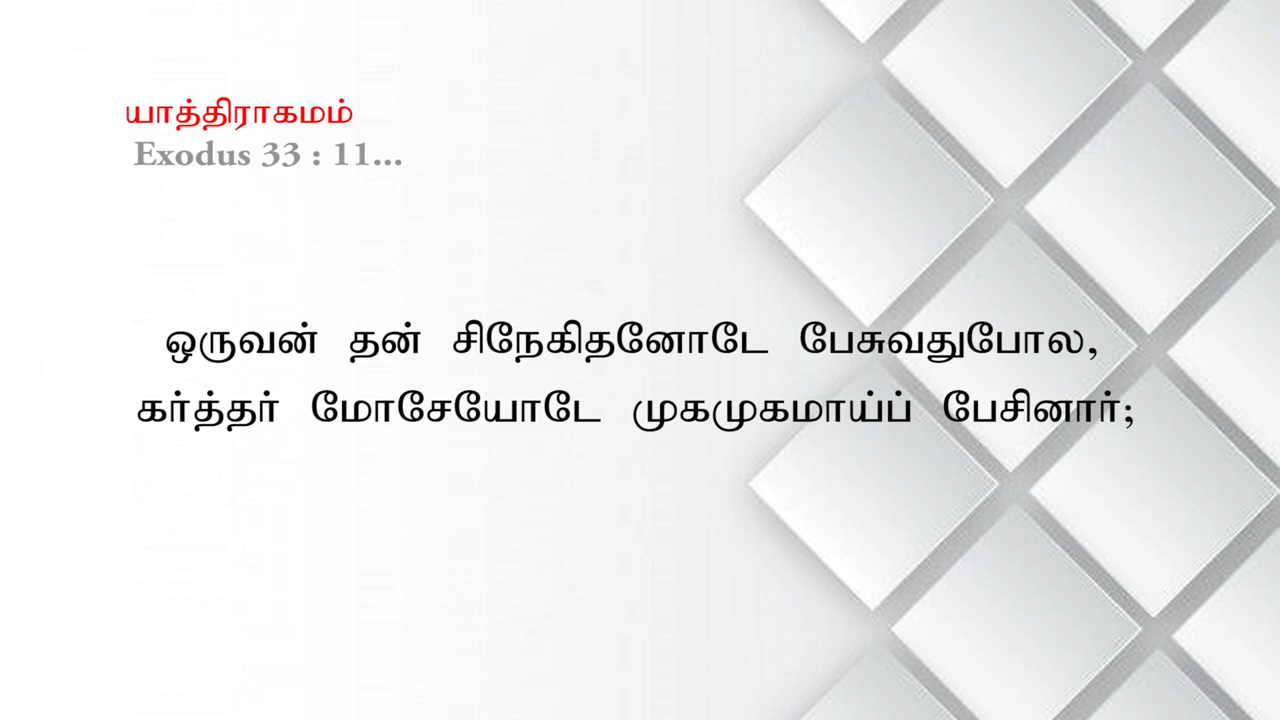 யாத்திராகமம்
Exodus 33 : 11...
ஒருவன் தன் சிநேகிதனோடே பேசுவதுபோல,
கர்த்தர் மோசேயோடே முகமுகமாய்ப் பேசினார்;